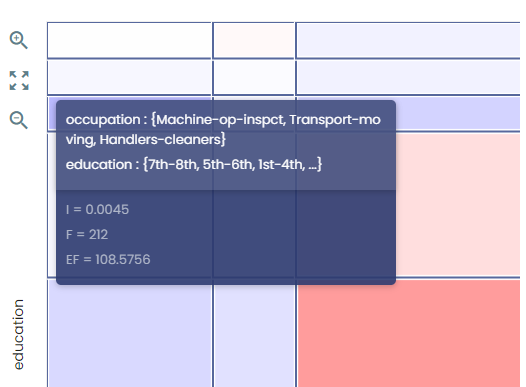 occupation : {Machine-op-inspct, Transport-mo
ving, Handlers-cleaners}
education : {7th-8th, 5th-6th, 1st-4th, ...}
I = 0.0045
F = 212
EF = 108.5756
education